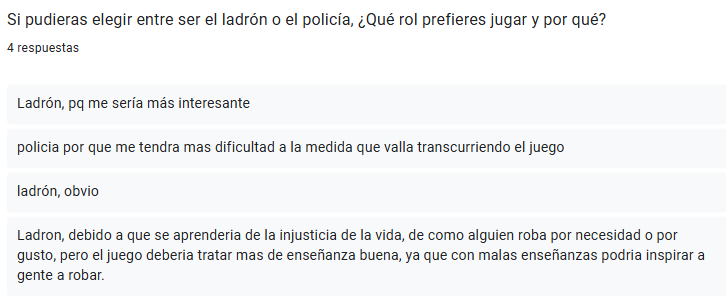 Si pudieras elegir entre ser el ladrón o el policía, ¿Qué rol prefieres jugar y por qué?
4 respuestas
Ladrón, pq me sería más interesante
policia por que me tendra mas dificultad a la medida que valla transcurriendo el juego
ladrón, obvio
Ladron, debido a que se aprenderia de la injusticia de la vida, de como alguien roba por necesidad o por
gusto, pero el juego deberia tratar mas de enseñanza buena, ya que con malas enseñanzas podria inspirar a
gente a robar.